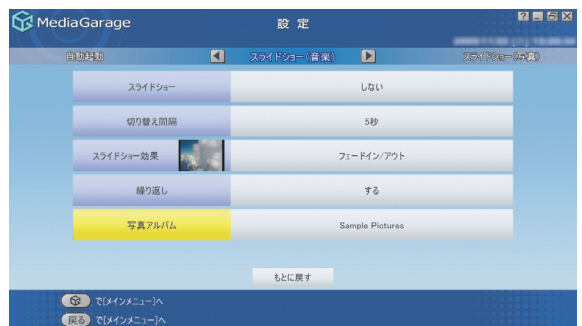 MediaGarage
設定
自動起動
スライドショー(音楽)
スライドショー(写真)
スライドショー
しない
切り替え間隔
5秒
スライドショー効果
フェードイン/アウト
繰り返し
する
写真アルバム
Sample Pictures
もとに戻す
で[メインメニュー]へ
戻る で[メインメニュー]へ